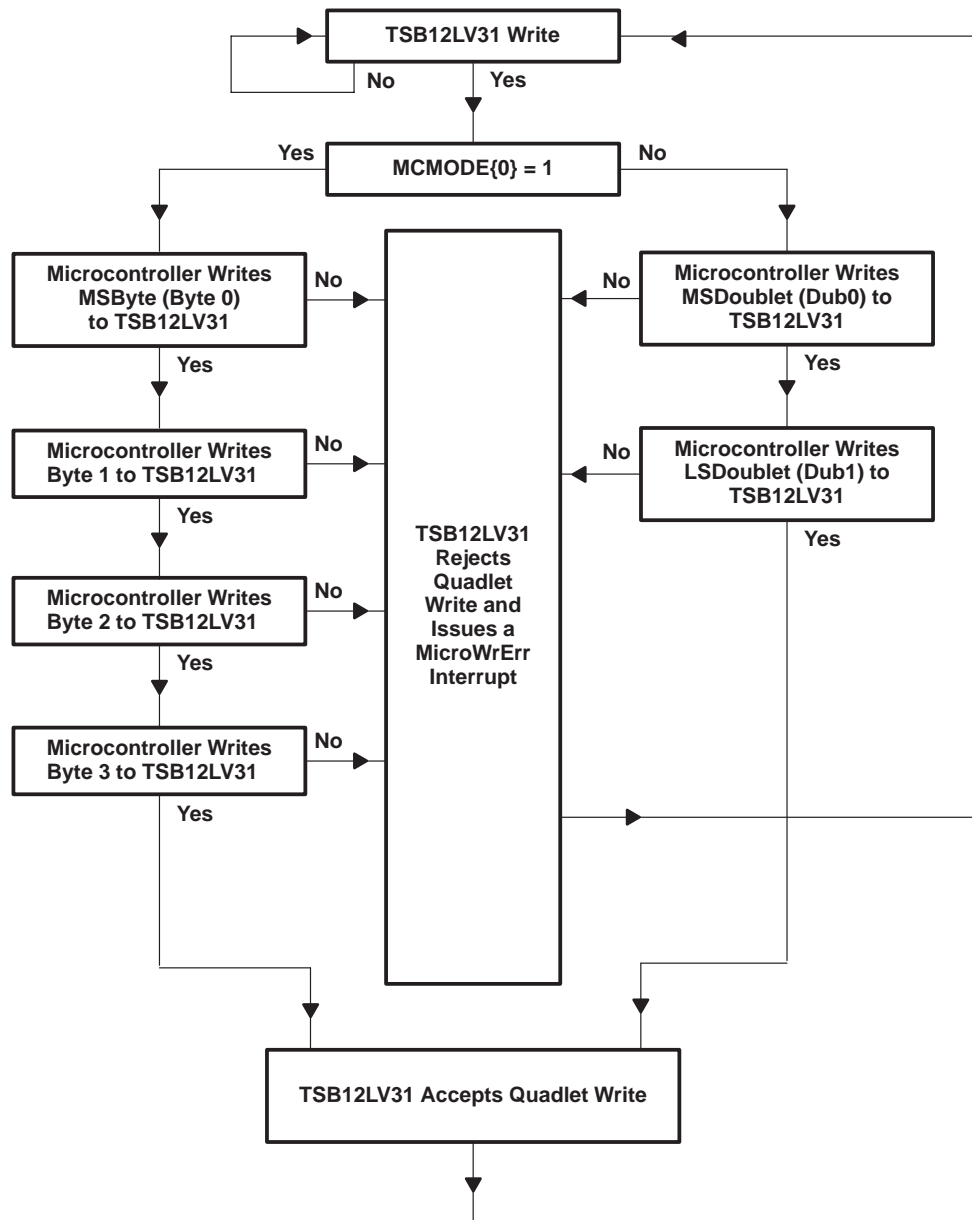 TSB12LV31 Write
No
Yes
Yes
No
MCMODE{0} = 1
Microcontroller Writes
MSByte (Byte 0)
to TSB12LV31
No
No
Microcontroller Writes
MSDoublet (Dub0) to
TSB12LV31
Yes
Yes
Microcontroller Writes
Byte 1 to TSB12LV31
No
No
Microcontroller Writes
LSDoublet (Dub1) to
TSB12LV31
Yes
Yes
TSB12LV31
Rejects
Quadlet
Write and
Issues a
MicroWrErr
Interrupt
Microcontroller Writes
Byte 2 to TSB12LV31
No
Yes
Microcontroller Writes
Byte 3 to TSB12LV31
No
Yes
TSB12LV31 Accepts Quadlet Write